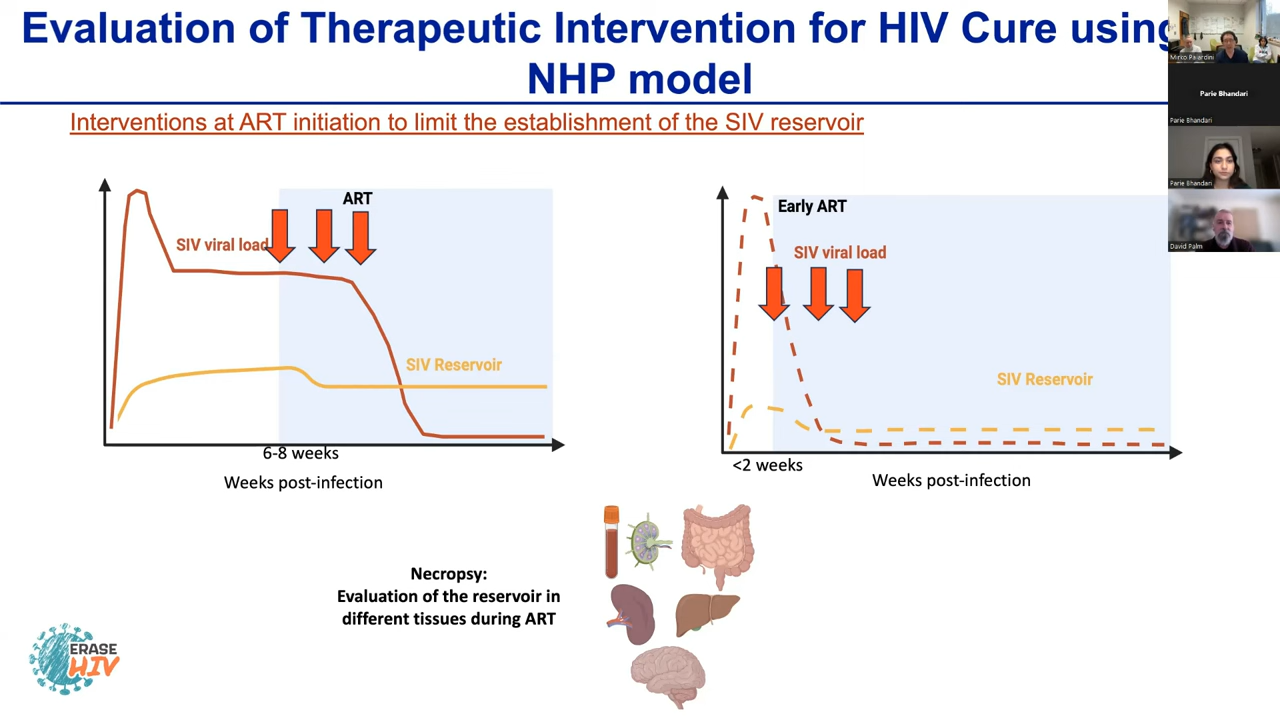 Evaluation of Therapeutic Intervention for HIV Cure using
NHP model
Interventions at ART initiation to limit the establishment of the SIV reservoir
ART
SIV viral load
SIV Reservoir
6-8 weeks
Weeks post-infection
Early ART
SIV viral load
SIV Reservoir
<2 weeks
Weeks post-infection
Necropsy:
Evaluation of the reservoir in
different tissues during ART
ERASE
HIV
Mirko Paiardini
Parie Bhandari
Parie Bhandari
Parie Bhandari
David Palm